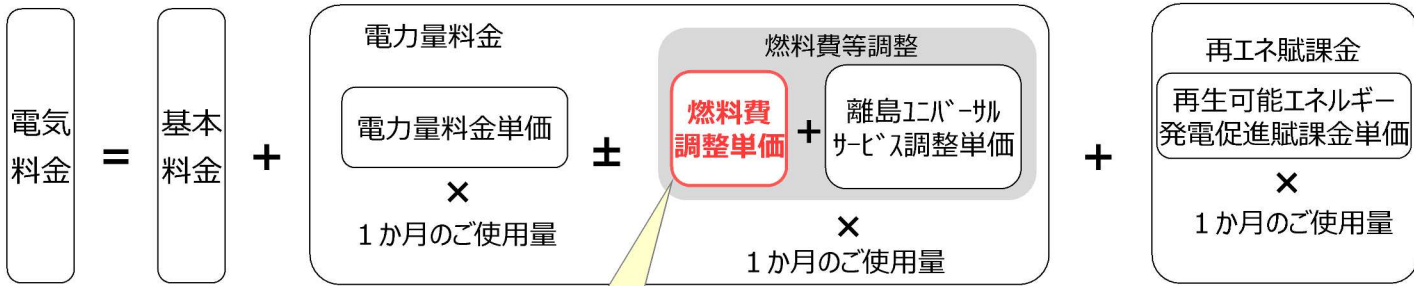 電気
料金
=
基本
料金
+
電力量料金
電力量料金単価
×
1か月のご使用量
±
燃料費等調整
燃料費
調整単価
+
離島ﾕﾆﾊﾞｰｻﾙ
ｻｰﾋﾞｽ調整単価
×
1か月のご使用量
+
再エネ賦課金
再生可能エネルギー
発電促進賦課金単価
×
1か月のご使用量